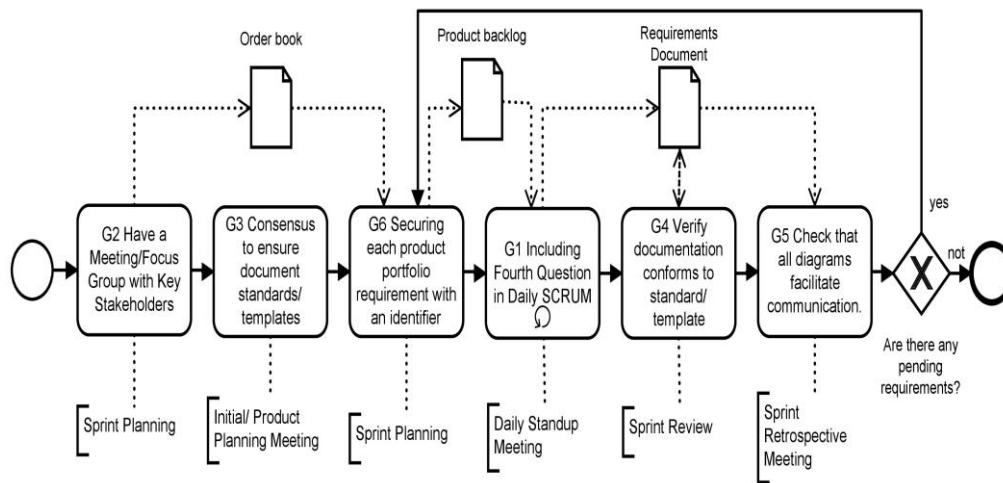 Order book
Product backlog
Requirements
Document
yes
G2 Have a
Meeting/Focus
Group with Key
Stakeholders
G3 Consensus
to ensure
document
standards/
templates
G6 Securing
each product
portfolio
requirement with
an identifier
G1 Including
Fourth Question
in Daily SCRUM
G4 Verify
documentation
conforms to
standard/
template
G5 Check that
all diagrams
facilitate
communication.
X
not
Are there any
pending
requirements?
Sprint Planning
Initial/ Product
Planning Meeting
Sprint Planning
Daily Standup
Meeting
Sprint Review
Sprint
Retrospective
Meeting